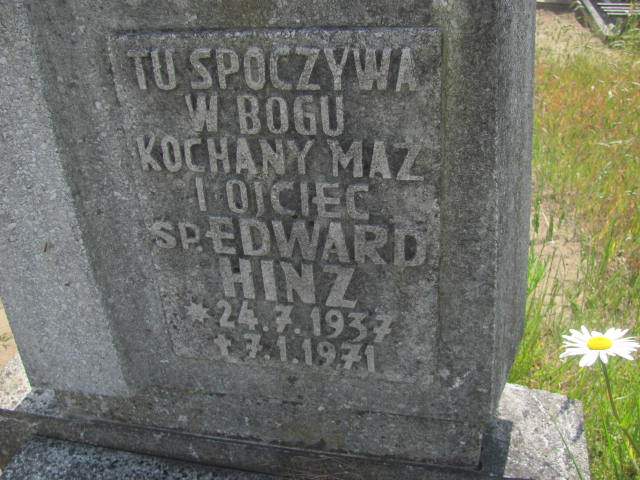 TU SPOCZYWA
W BOGU
KOCHANY MAZ
I OJCIEC
SP. EDWARD
HINZ
* 24.7.1937
† 7.1.1971